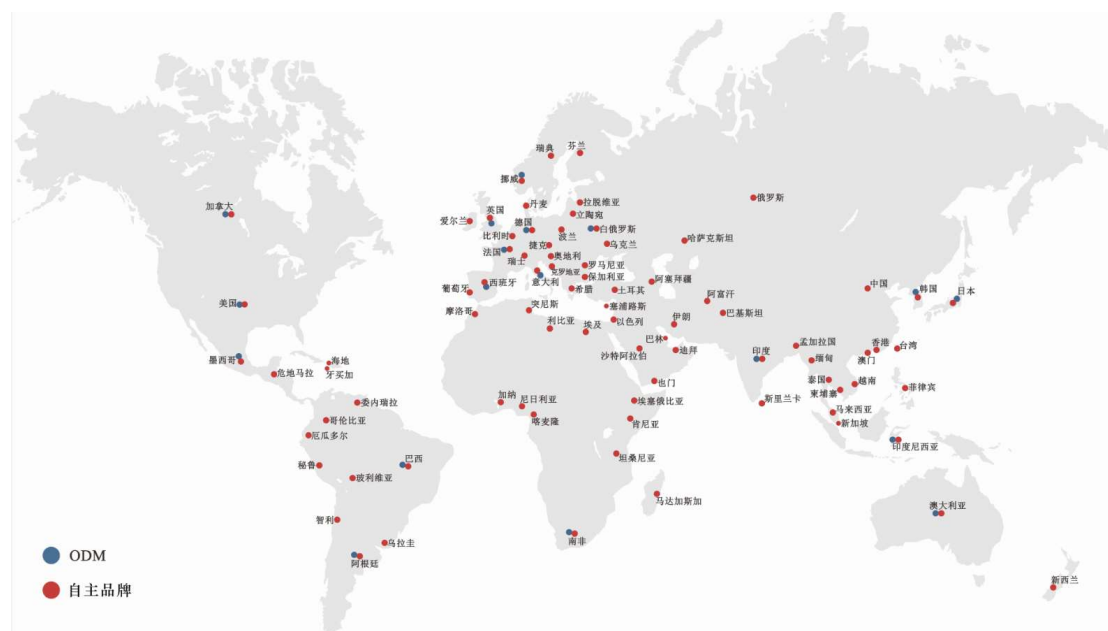 瑞典
芬兰
挪威
俄罗斯
丹麦
拉脱维亚
加拿大
英国
立陶宛
爱尔兰
德国
白俄罗斯
比利时
波兰
哈萨克斯坦
捷克
乌克兰
法国
奥地利
瑞士
罗马尼亚
克罗地亚
保加利亚
阿塞拜疆
西班牙
意大利
中国
葡萄牙
希腊
土耳其
阿富汗
韩国
日本
美国
突尼斯
塞浦路斯
摩洛哥
巴基斯坦
以色列
利比亚
埃及
伊朗
巴林
孟加拉国
香港
台湾
沙特阿拉伯
迪拜
印度
缅甸
澳门
墨西哥
海地
危地马拉
牙买加
泰国
越南
也门
柬埔寨
菲律宾
加纳
尼日利亚
埃塞俄比亚
斯里兰卡
委内瑞拉
马来西亚
哥伦比亚
喀麦隆
肯尼亚
新加坡
厄瓜多尔
印度尼西亚
巴西
坦桑尼亚
秘鲁
玻利维亚
马达加斯加
澳大利亚
智利
南非
乌拉圭
阿根廷
新西兰
ODM
自主品牌